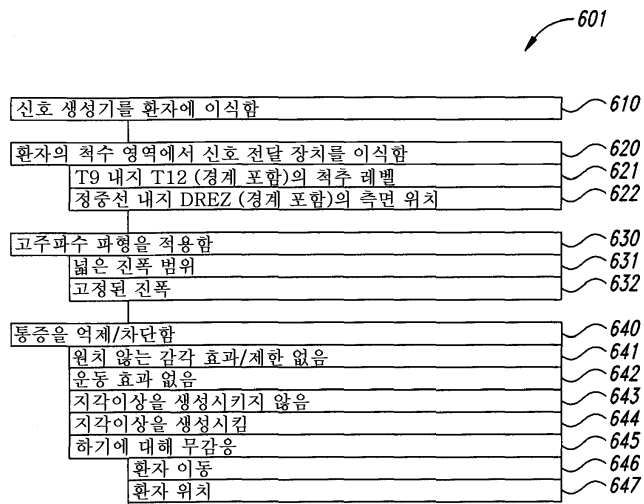 601
신호 생성기를 환자에 이식함 610
환자의 척수 영역에서 신호 전달 장치를 이식함 620
T9 내지 T12 (경계 포함)의 척추 레벨 621
정중선 내지 DREZ (경계 포함)의 측면 위치 622
고주파수 파형을 적용함 630
넓은 진폭 범위 631
고정된 진폭 632
통증을 억제/차단함 640
원치 않는 감각 효과/제한 없음 641
운동 효과 없음 642
지각이상을 생성시키지 않음 643
지각이상을 생성시킴 644
하기에 대해 무감응 645
환자 이동 646
환자 위치 647